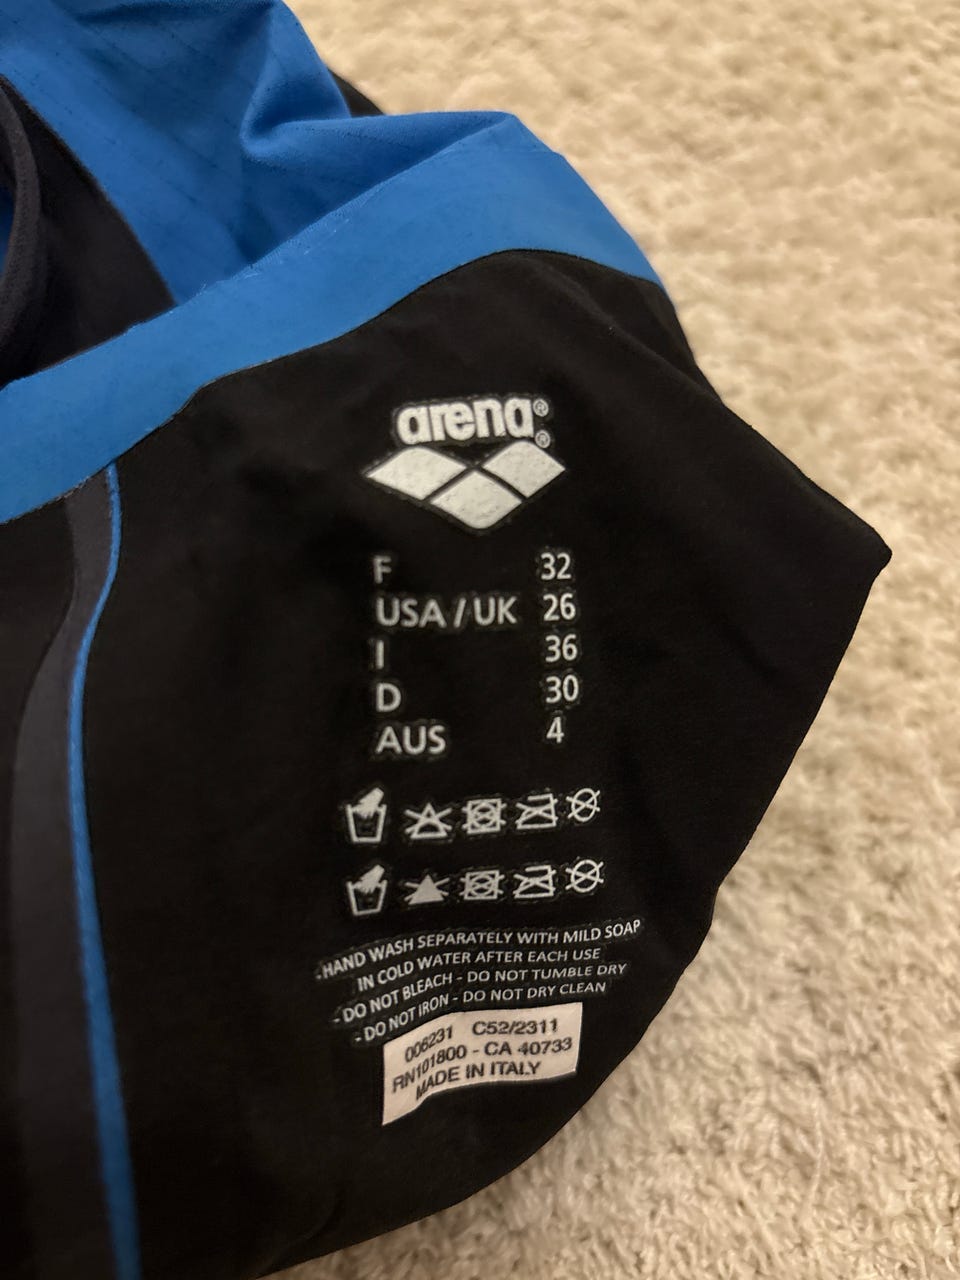 arena®
®
F 32
USA / UK 26
I 36
D 30
AUS 4
- HAND WASH SEPARATELY WITH MILD SOAP
IN COLD WATER AFTER EACH USE
- DO NOT BLEACH - DO NOT TUMBLE DRY
- DO NOT IRON - DO NOT DRY CLEAN
006231 C52/2311
RN101800 - CA 40733
MADE IN ITALY